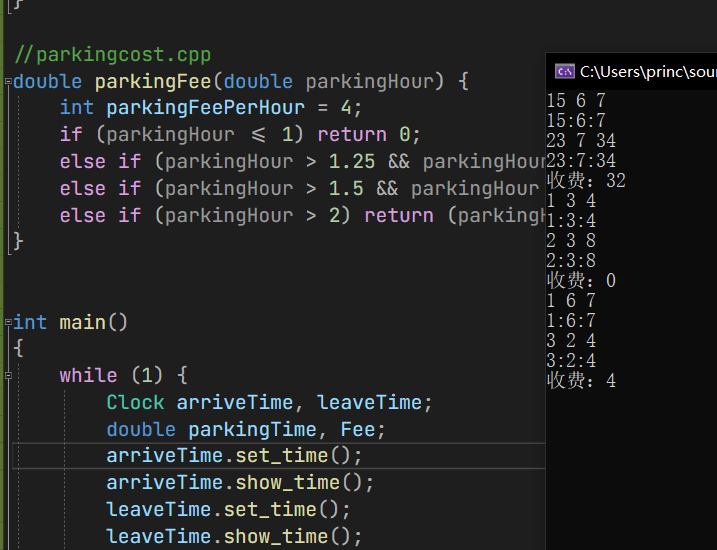 }
//parkingcost.cpp
double parkingFee(double parkingHour) {
int parkingFeePerHour = 4;
if (parkingHour <= 1) return 0;
else if (parkingHour > 1.25 && parkingHour
else if (parkingHour > 1.5 && parkingHour
else if (parkingHour > 2) return (parking
}
int main()
{
while (1) {
Clock arriveTime, leaveTime;
double parkingTime, Fee;
arriveTime.set_time();
arriveTime.show_time();
leaveTime.set_time();
leaveTime.show_time();
C:\Users\princ\sou
15 6 7
15:6:7
23 7 34
23:7:34
收费：32
1 3 4
1:3:4
2 3 8
2:3:8
收费：0
1 6 7
1:6:7
3 2 4
3:2:4
收费：4